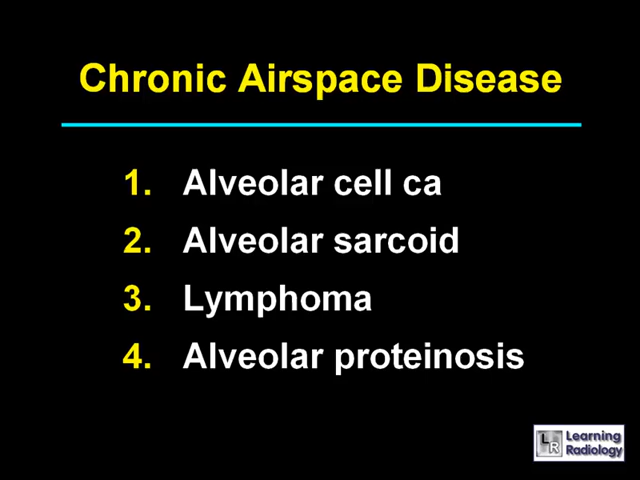 Chronic Airspace Disease
1. Alveolar cell ca
2. Alveolar sarcoid
3. Lymphoma
4. Alveolar proteinosis
LR Learning
Radiology